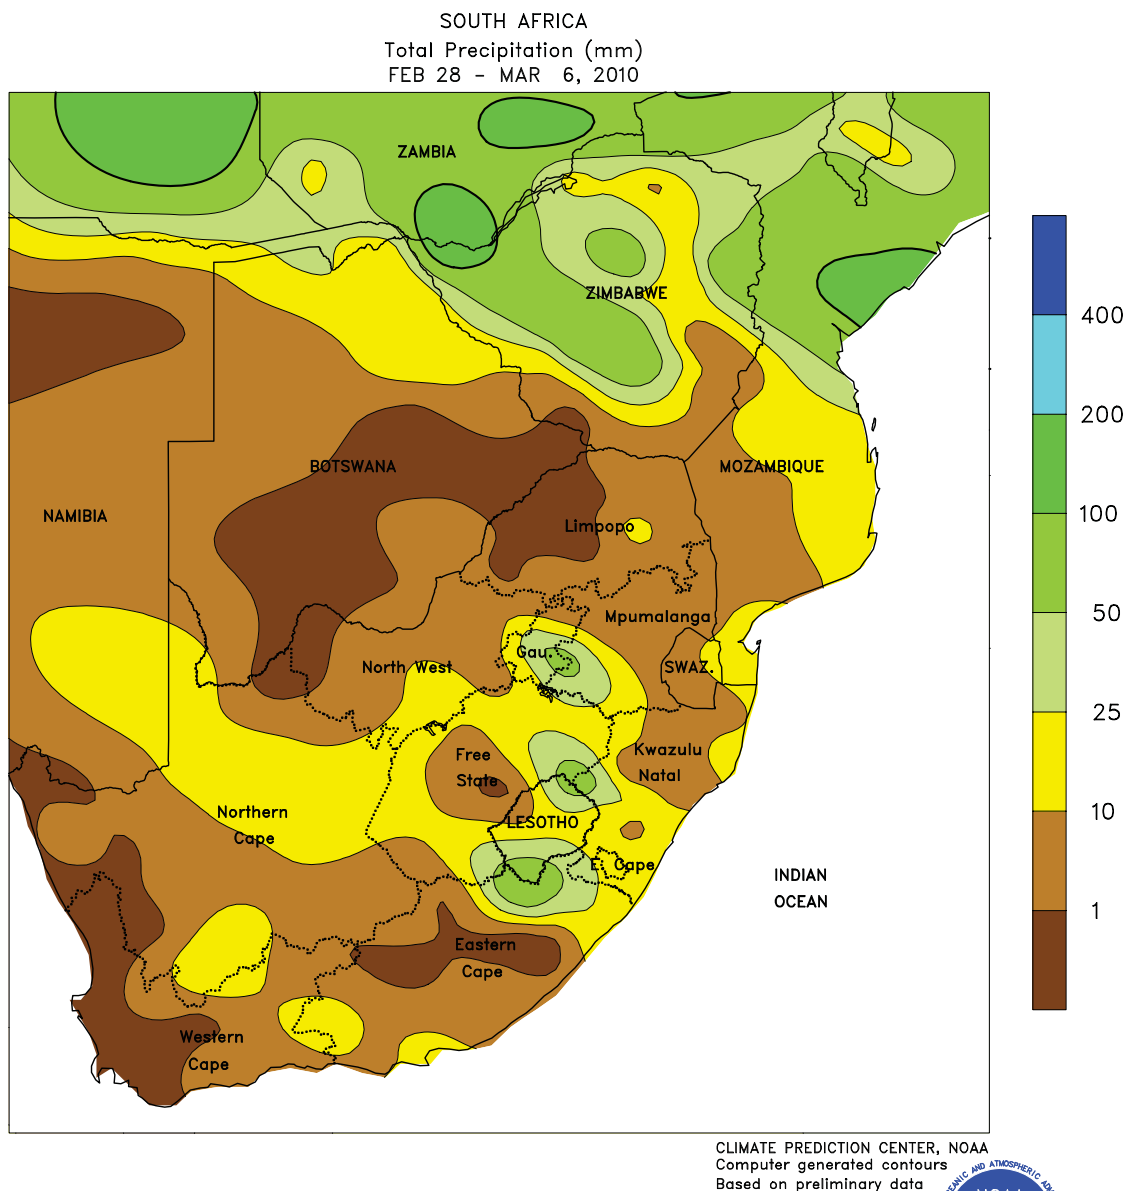 SOUTH AFRICA
Total Precipitation (mm)
FEB 28 - MAR 6, 2010
ZAMBIA
ZIMBABWE
BOTSWANA
MOZAMBIQUE
NAMIBIA
Limpopo
Mpumalanga
Gau.
North West
SWAZ.
Free
State
Kwazulu
Natal
Northern
Cape
LESOTHO
E. Cape
INDIAN
OCEAN
Eastern
Cape
Western
Cape
400
200
100
50
25
10
1
CLIMATE PREDICTION CENTER, NOAA
Computer generated contours
Based on preliminary data
AND ATMOSPHERIC